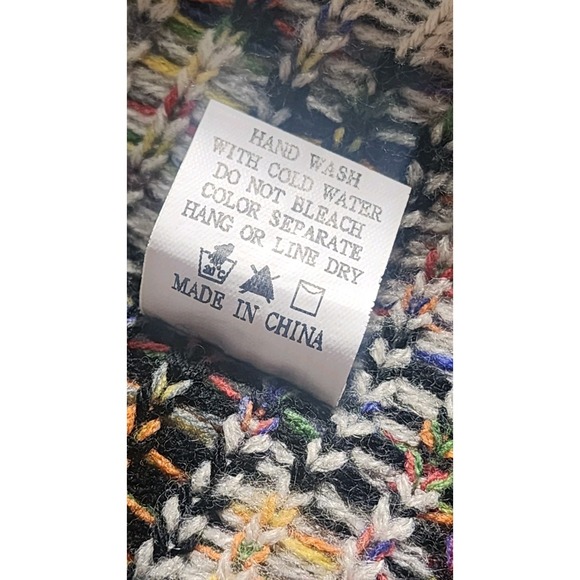 HAND WASH
WITH COLD WATER
DO NOT BLEACH
COLOR SEPARATE
HANG OR LINE DRY
MADE IN CHINA